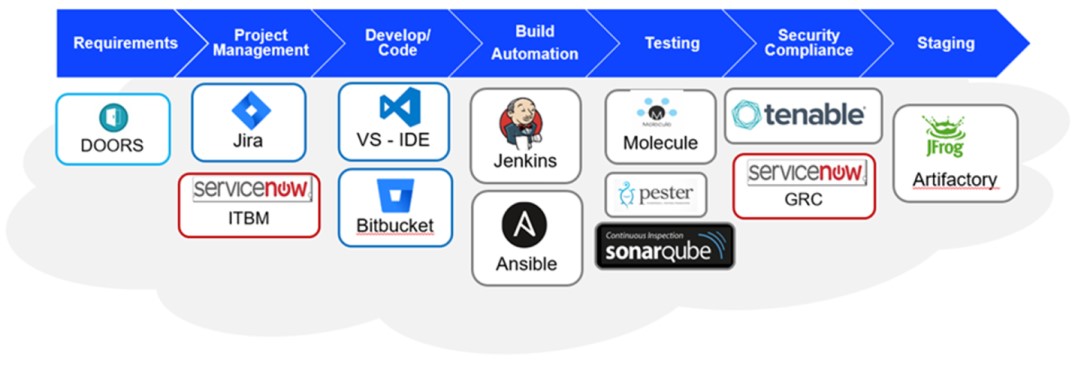 Requirements
Project
Management
Develop/
Code
Build
Automation
Testing
Security
Compliance
Staging
DOORS
Jira
servicenow
ITBM
VS - IDE
Bitbucket
Jenkins
Ansible
Molecule
Molecule
pester
Continuous Inspection
sonarqube
tenable
servicenow
GRC
JFrog
Artifactory